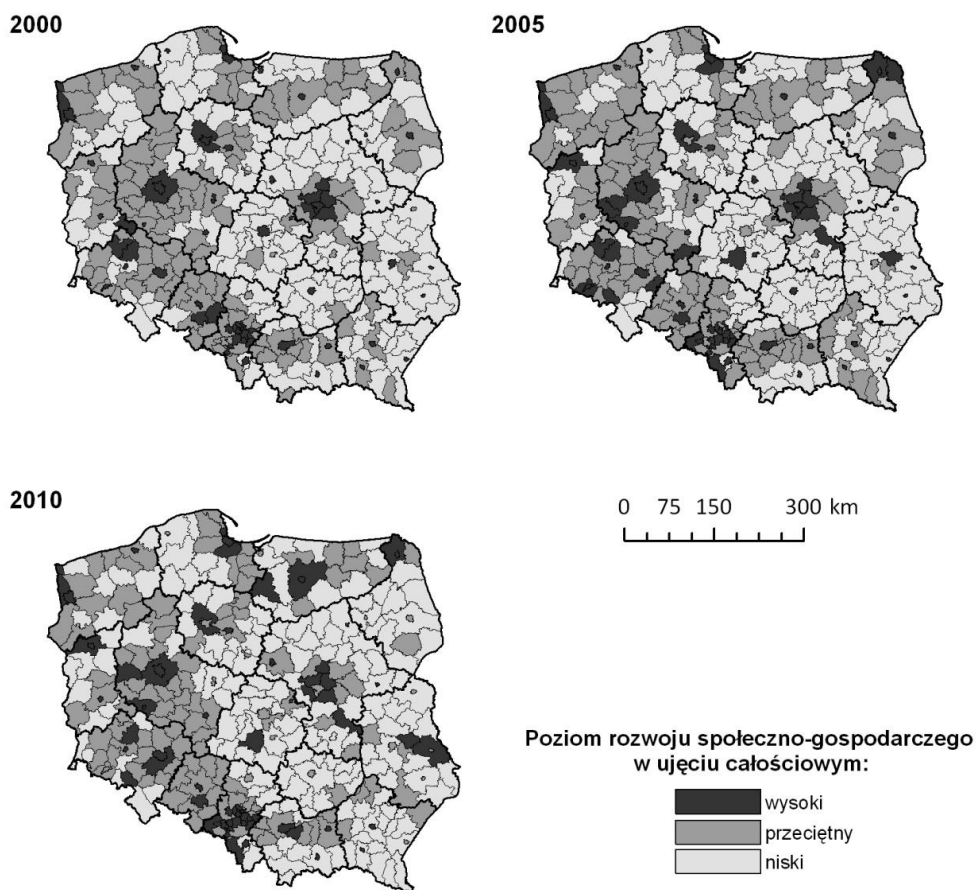 2000
2005
2010
0 75 150 300 km
Poziom rozwoju społeczno-gospodarczego
w ujęciu całościowym:
wysoki
przeciętny
niski